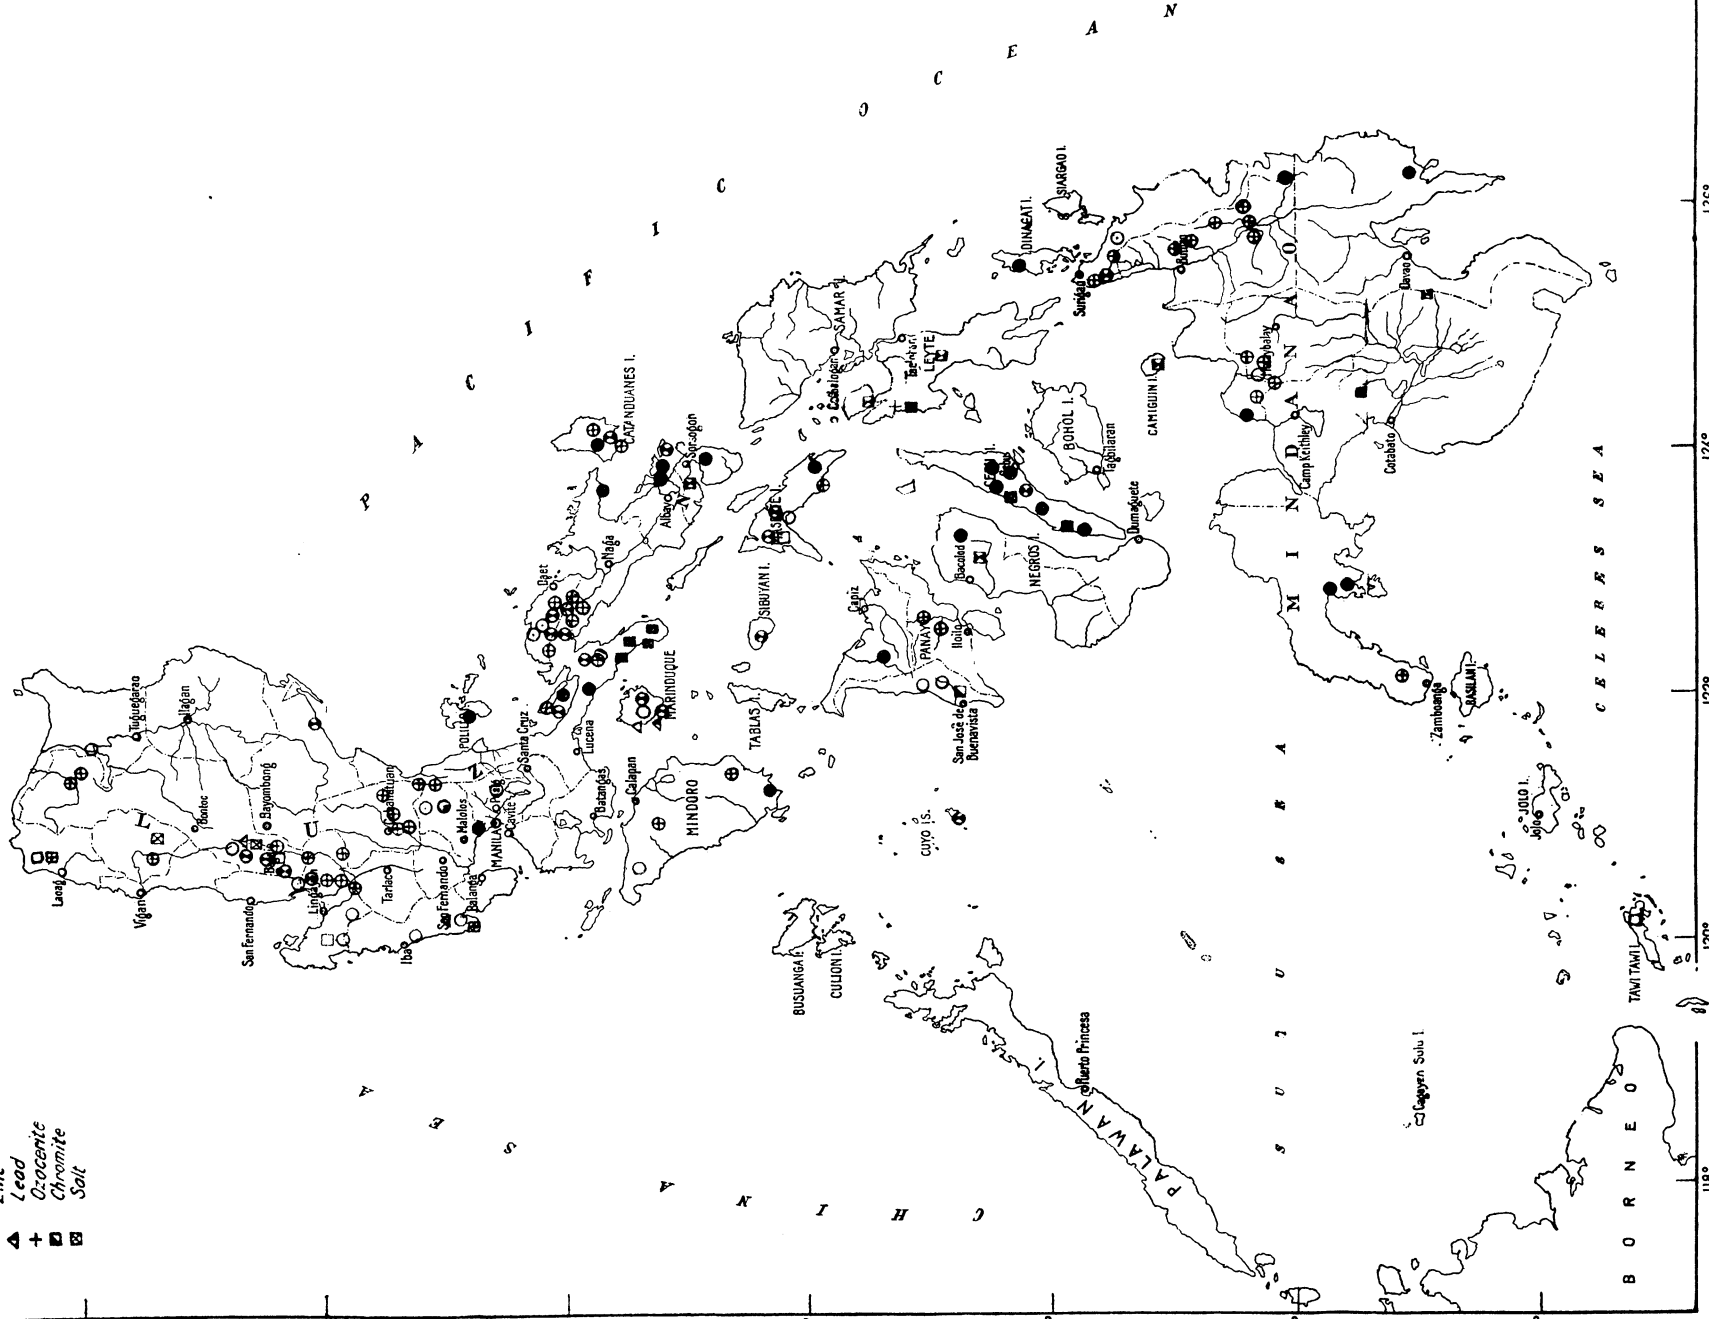 Lead
Ozocerite
Chromite
Salt
PACIFIC OCEAN
CHINA SEA
SULU SEA
CELEBES SEA
LUZON
Laoag
Vigan
San Fernando
Bontoc
Tuguegarao
Ilagan
Bayombong
Tarlac
Iba
San Fernando
Balanga
Malolos
MANILA
Cavite
Santa Cruz
Lucena
Batangas
Calapan
MINDORO
MARINDUQUE
TABLAS
SIBUYAN I.
Daet
Naga
Albay
Sorsogon
CATANDUANES I.
SAMAR I.
LEYTE
Capiz
PANAY
Iloilo
San José de
Buenavista
Bacolod
NEGROS I.
Dumaguete
BOHOL I.
Tagbilaran
CAMIGUIN I.
DINAGAT I.
SIARGAO I.
Surigao
MINDANAO
Camp Keithley
Cotabato
Davao
Zamboanga
BASILAN I.
JOLO I.
Jolo
TAWI TAWI I.
CUYO IS.
BUSUANGA I.
CULION I.
PALAWAN I.
Puerto Princesa
Cagayan Sulu I.
BORNEO